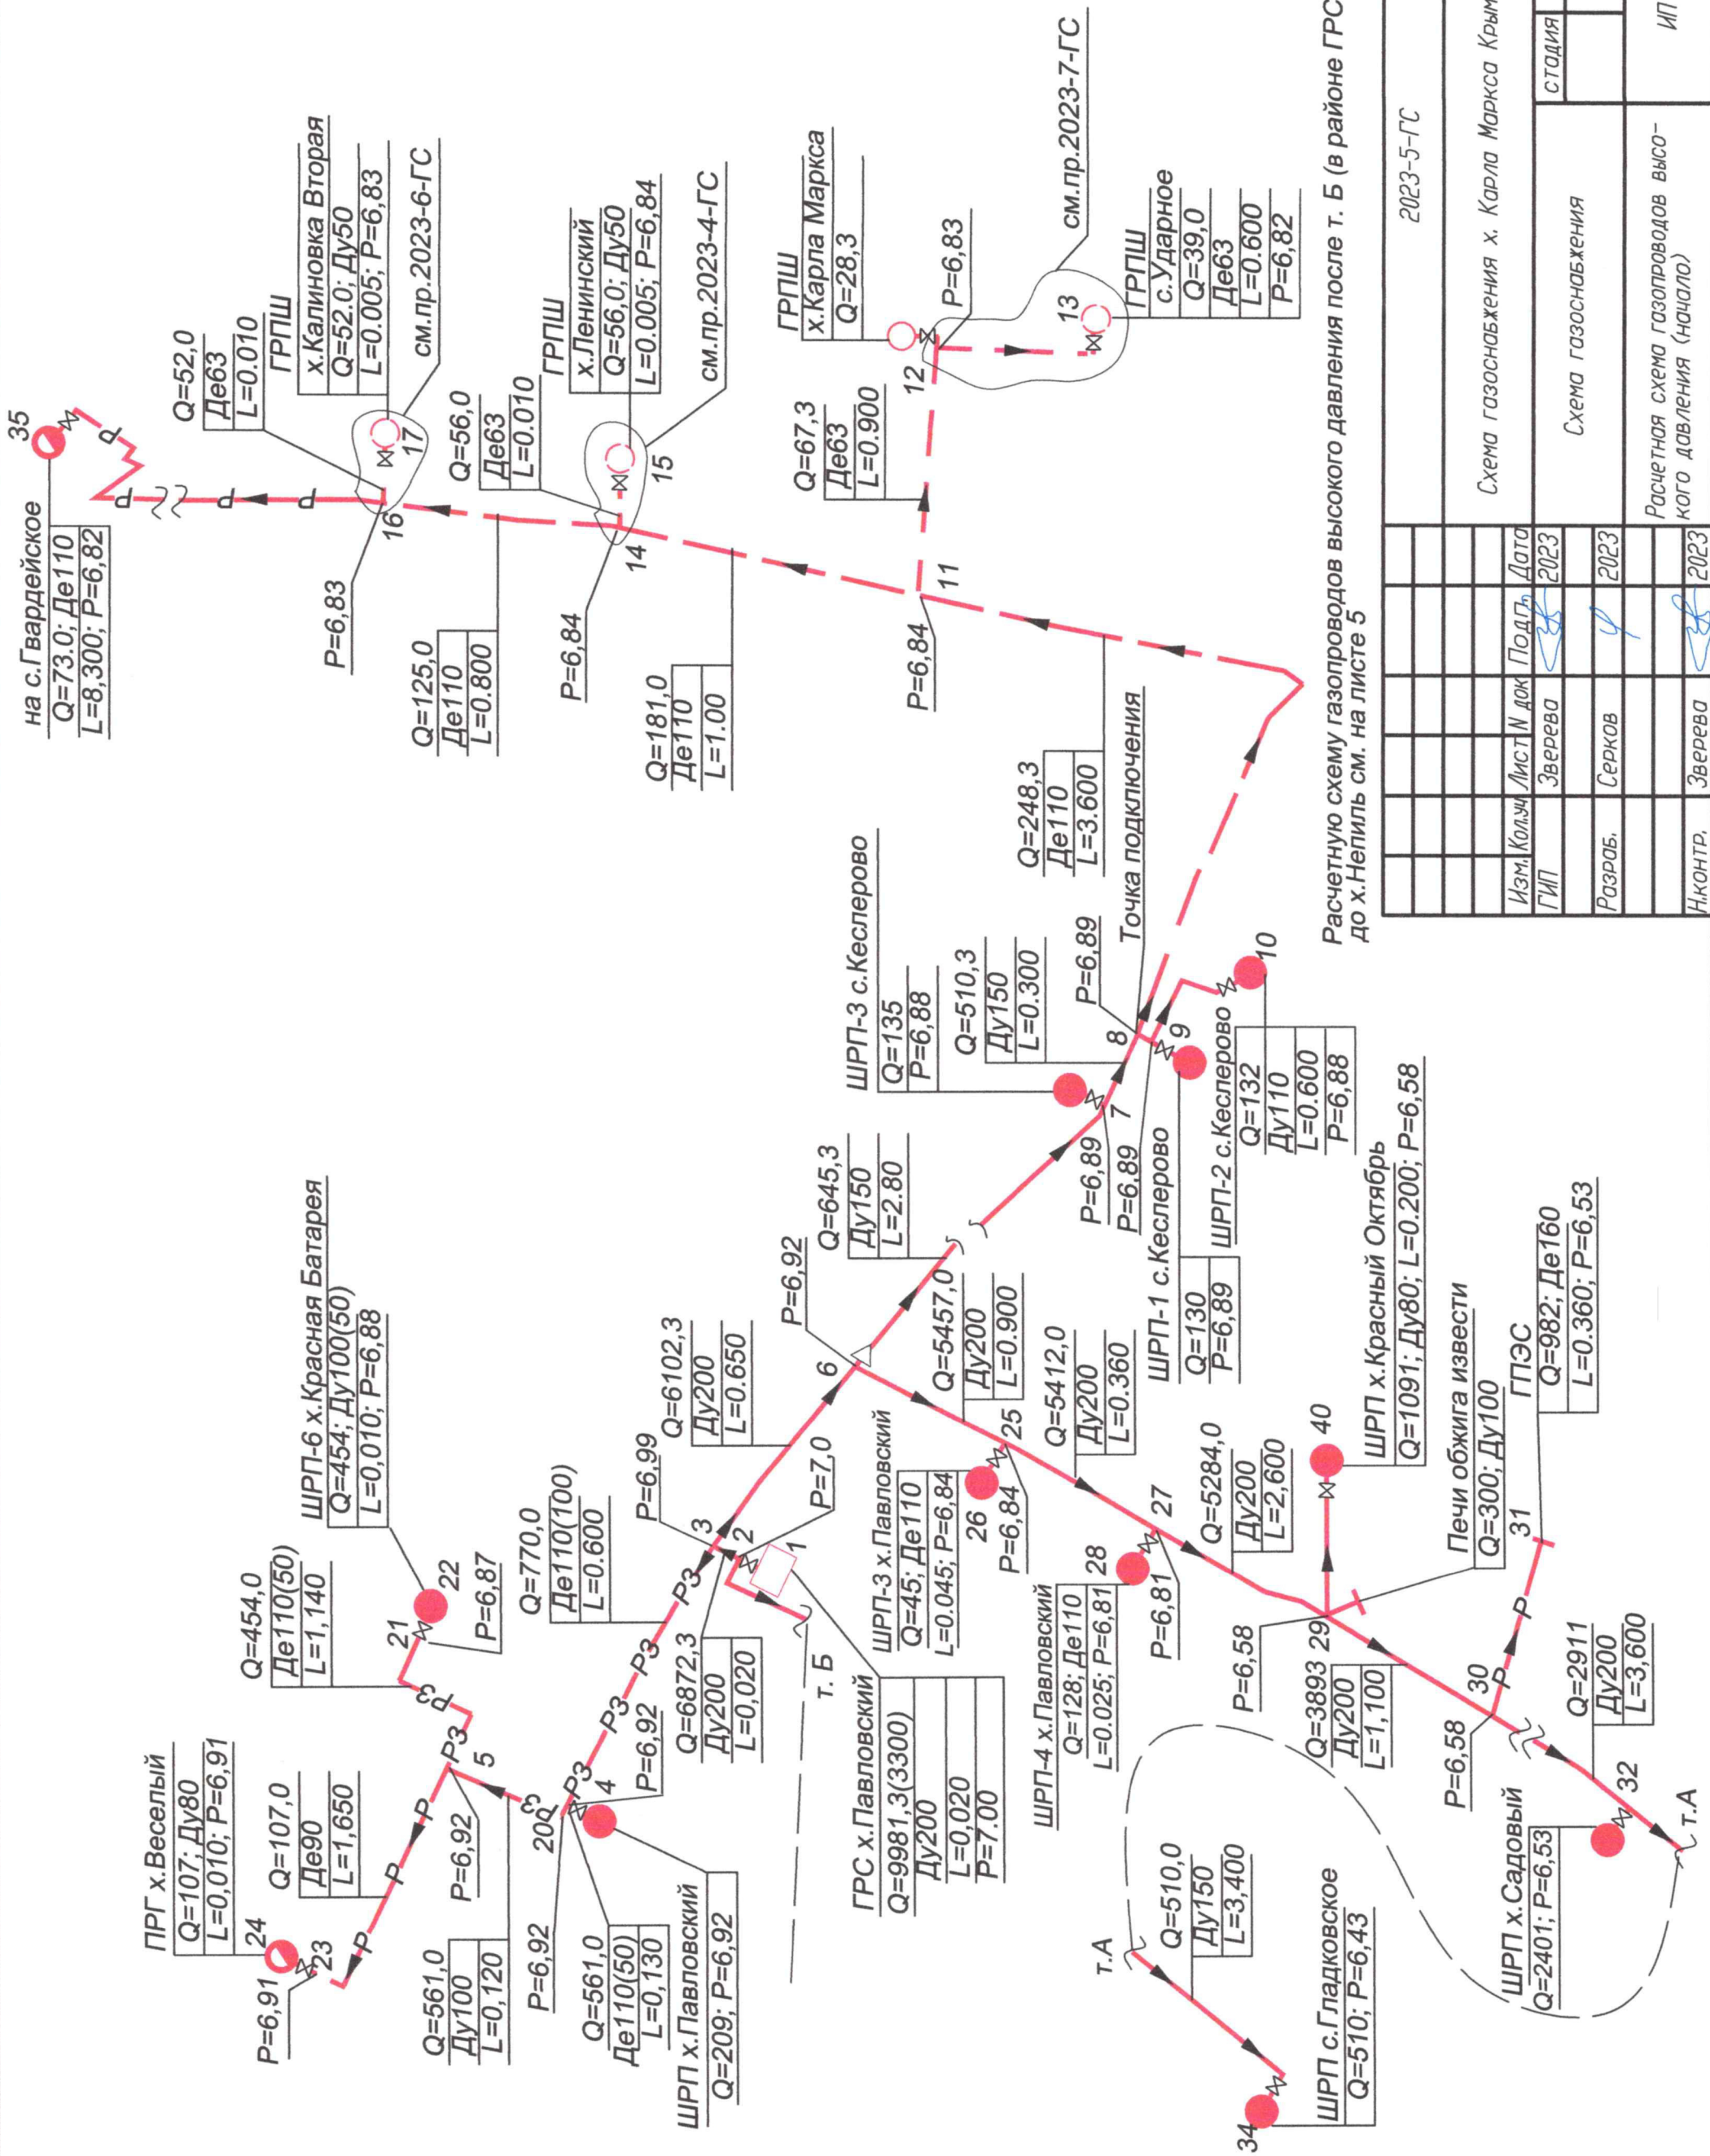 35
на с.Гвардейское
Q=73.0; Де110
L=8,300; P=6,82
P
P
P
P
Q=52,0
Де63
L=0.010
ГРПШ
х.Калиновка Вторая
Q=52.0; Ду50
L=0.005; P=6,83
см.пр.2023-6-ГС
17
16
P=6,83
Q=125,0
Де110
L=0.800
Q=56,0
Де63
L=0.010
ГРПШ
х.Ленинский
Q=56,0; Ду50
L=0.005; P=6,84
см.пр.2023-4-ГС
15
14
P=6,84
Q=181,0
Де110
L=1.00
Q=67,3
Де63
L=0.900
ГРПШ
х.Карла Маркса
Q=28,3
12
P=6,83
13
см.пр.2023-7-ГС
ГРПШ
с.Ударное
Q=39,0
Де63
L=0.600
P=6,82
11
P=6,84
Q=248,3
Де110
L=3.600
Точка подключения
P=6,89
8
ШРП-3 с.Кеслерово
Q=135
P=6,88
Q=510,3
Ду150
L=0.300
7
P=6,89
P=6,89
9
10
ШРП-1 с.Кеслерово
Q=130
P=6,89
ШРП-2 с.Кеслерово
Q=132
Ду110
L=0.600
P=6,88
Q=645,3
Ду150
L=2.80
P=6,92
6
Q=6102,3
Ду200
L=0.650
P=6,99
3
2
P=7,0
1
ШРП-6 х.Красная Батарея
Q=454; Ду100(50)
L=0,010; P=6,88
22
P=6,87
21
Q=454,0
Де110(50)
L=1,140
P3
P3
Q=770,0
Де110(100)
L=0.600
P3
P3
P3
P3
P3
Q=6872,3
Ду200
L=0,020
т. Б
ГРС х.Павловский
Q=9981,3(3300)
Ду200
L=0,020
P=7.00
ПРГ х.Веселый
Q=107; Ду80
L=0,010; P=6,91
24
23
P=6,91
Q=107,0
Де90
L=1,650
P
P
P
5
P=6,92
Q=561,0
Ду100
L=0,120
20
4
P=6,92
P=6,92
Q=561,0
Де110(50)
L=0,130
ШРП х.Павловский
Q=209; P=6,92
Q=5457,0
Ду200
L=0.900
25
ШРП-3 х.Павловский
Q=45; Де110
L=0.045; P=6,84
26
P=6,84
Q=5412,0
Ду200
L=0.360
27
ШРП-4 х.Павловский
Q=128; Де110
L=0.025; P=6,81
28
P=6,81
Q=5284,0
Ду200
L=2,600
40
ШРП х.Красный Октябрь
Q=1091; Ду80; L=0.200; P=6,58
Печи обжига извести
Q=300; Ду100
29
P=6,58
31
ГПЭС
Q=982; Де160
L=0.360; P=6,53
P
P
Q=3893
Ду200
L=1,100
30
P=6,58
Q=2911
Ду200
L=3,600
32
т.А
ШРП х.Садовый
Q=2401; P=6,53
т.А
Q=510,0
Ду150
L=3,400
34
ШРП с.Гладковское
Q=510; P=6,43
Расчетную схему газопроводов высокого давления после т. Б (в районе ГРС
до х.Непиль см. на листе 5
2023-5-ГС
Схема газоснабжения х. Карла Маркса Крым
Изм. Кол.уч Лист N док Подп. Дата
ГИП Зверева 2023
Разраб. Серков 2023
Н.контр. Зверева 2023
Схема газоснабжения
стадия
Расчетная схема газопроводов высо-
кого давления (начало)
ИП